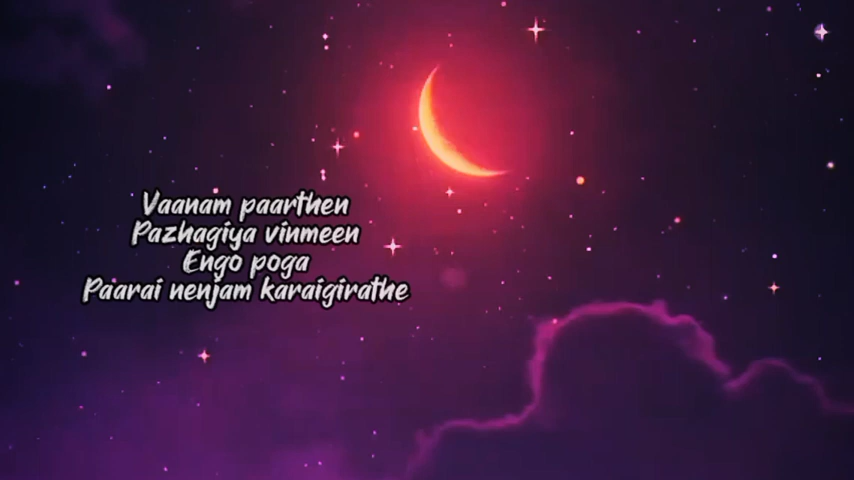 Vaanam paarthen
Pazhagiya vinmeen
Engo poga
Paarai nenjam karaigirathe